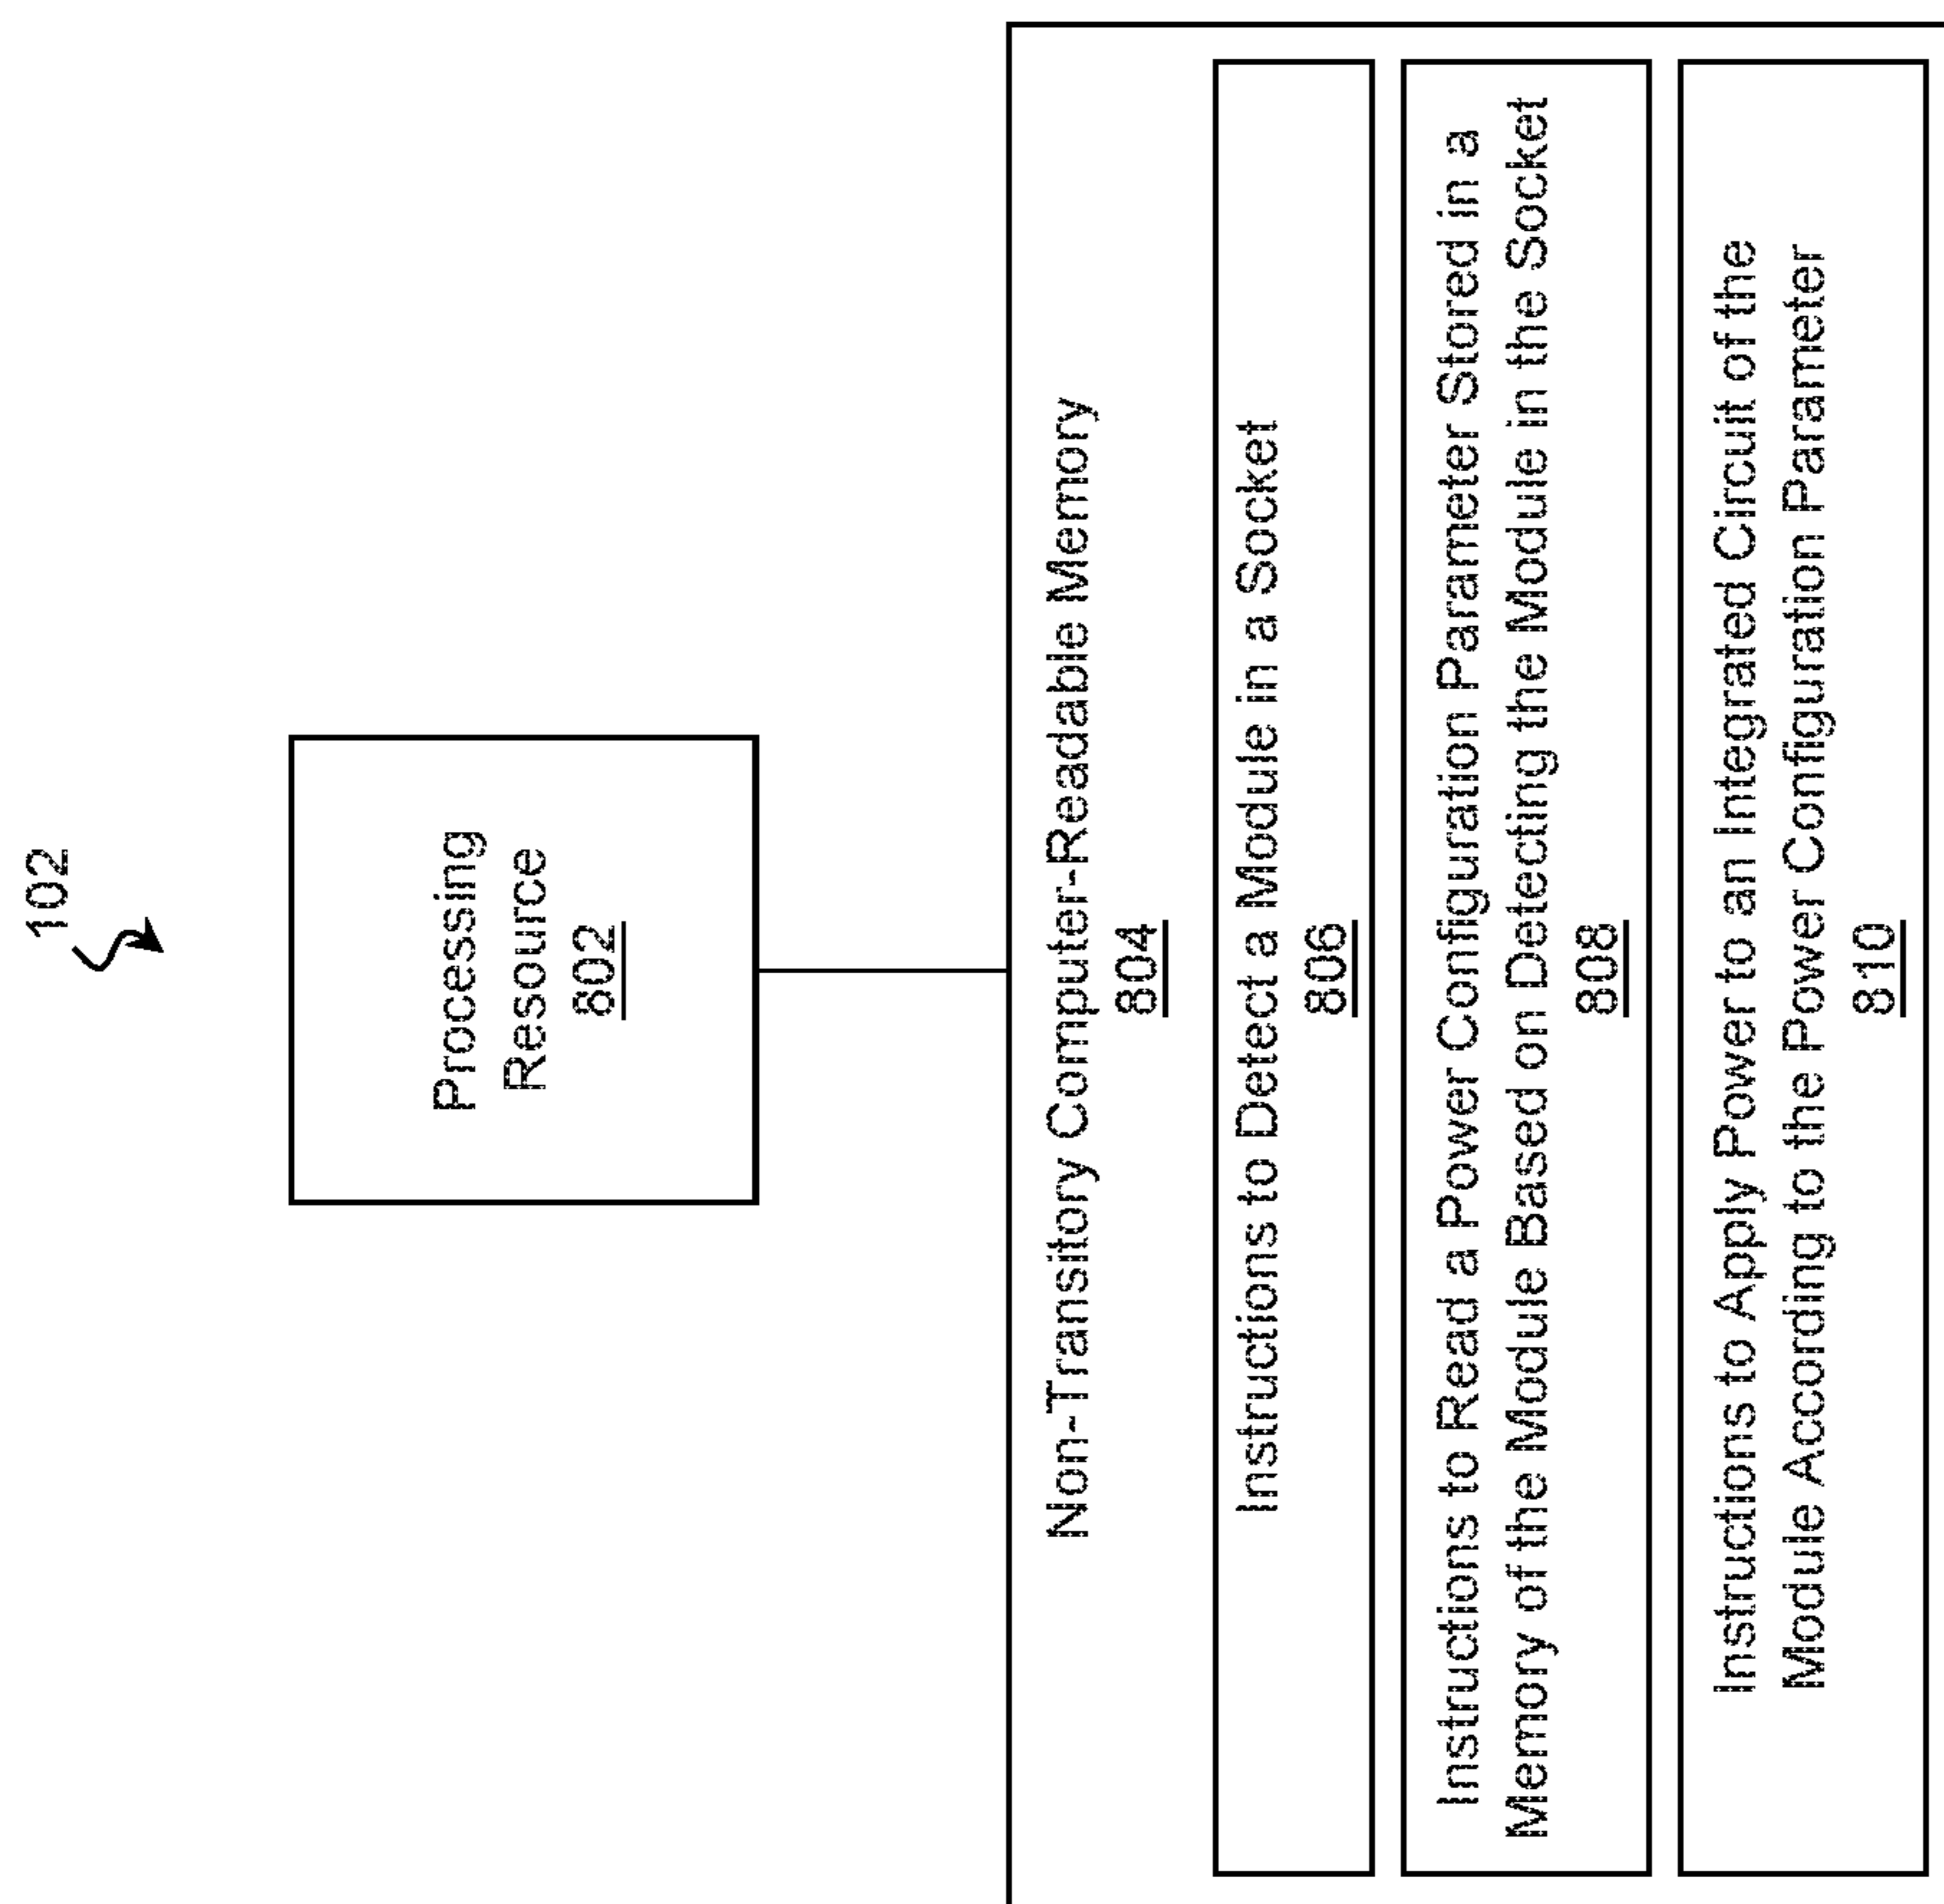 102
Processing
Resource
802
Non-Transitory Computer-Readable Memory
804
Instructions to Detect a Module in a Socket
806
Instructions to Read a Power Configuration Parameter Stored in a
Memory of the Module Based on Detecting the Module in the Socket
808
Instructions to Apply Power to an Integrated Circuit of the
Module According to the Power Configuration Parameter
810